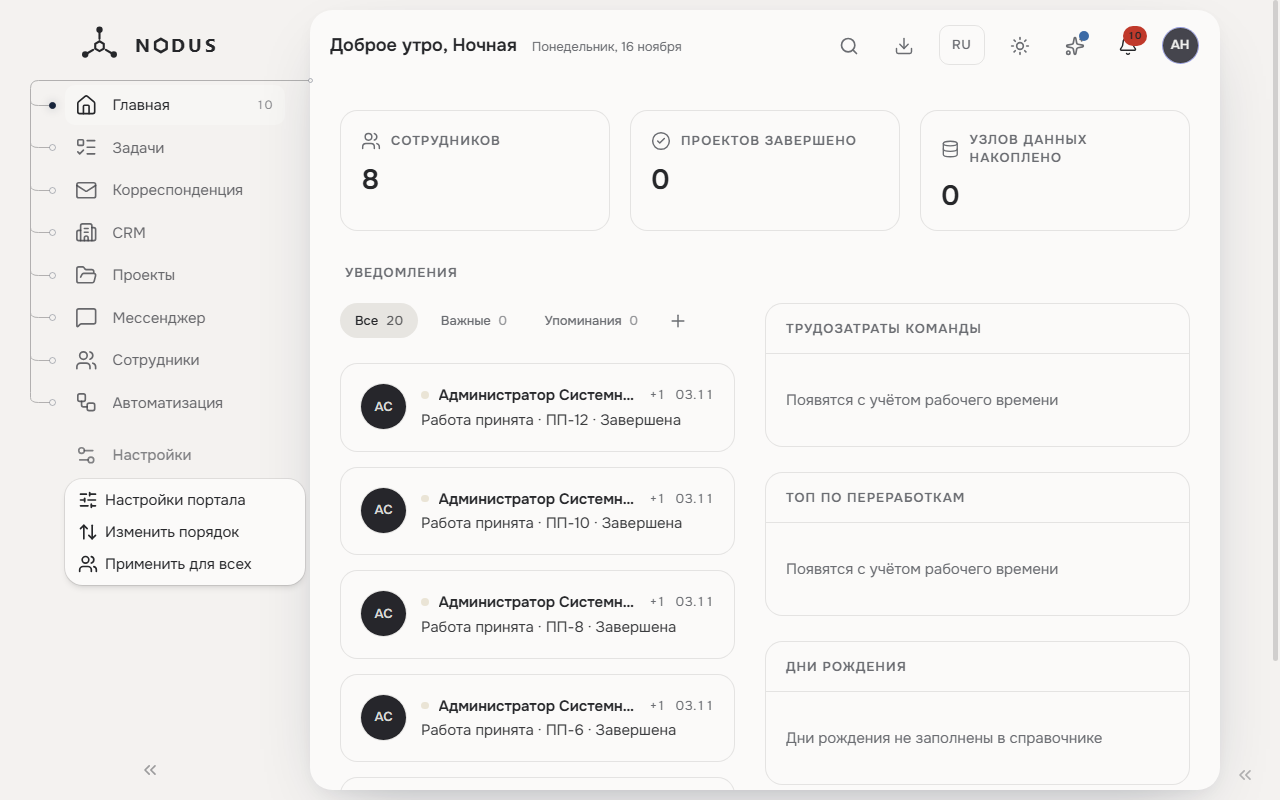 NODUS
Доброе утро, Ночная
Понедельник, 16 ноября
RU
10
АН
Главная
10
Задачи
Корреспонденция
CRM
Проекты
Мессенджер
Сотрудники
Автоматизация
Настройки
Настройки портала
Изменить порядок
Применить для всех
СОТРУДНИКОВ
8
ПРОЕКТОВ ЗАВЕРШЕНО
0
УЗЛОВ ДАННЫХ
НАКОПЛЕНО
0
УВЕДОМЛЕНИЯ
Все 20
Важные 0
Упоминания 0
АС
Администратор Системн... +1 03.11
Работа принята · ПП-12 · Завершена
АС
Администратор Системн... +1 03.11
Работа принята · ПП-10 · Завершена
АС
Администратор Системн... +1 03.11
Работа принята · ПП-8 · Завершена
АС
Администратор Системн... +1 03.11
Работа принята · ПП-6 · Завершена
ТРУДОЗАТРАТЫ КОМАНДЫ
Появятся с учётом рабочего времени
ТОП ПО ПЕРЕРАБОТКАМ
Появятся с учётом рабочего времени
ДНИ РОЖДЕНИЯ
Дни рождения не заполнены в справочнике